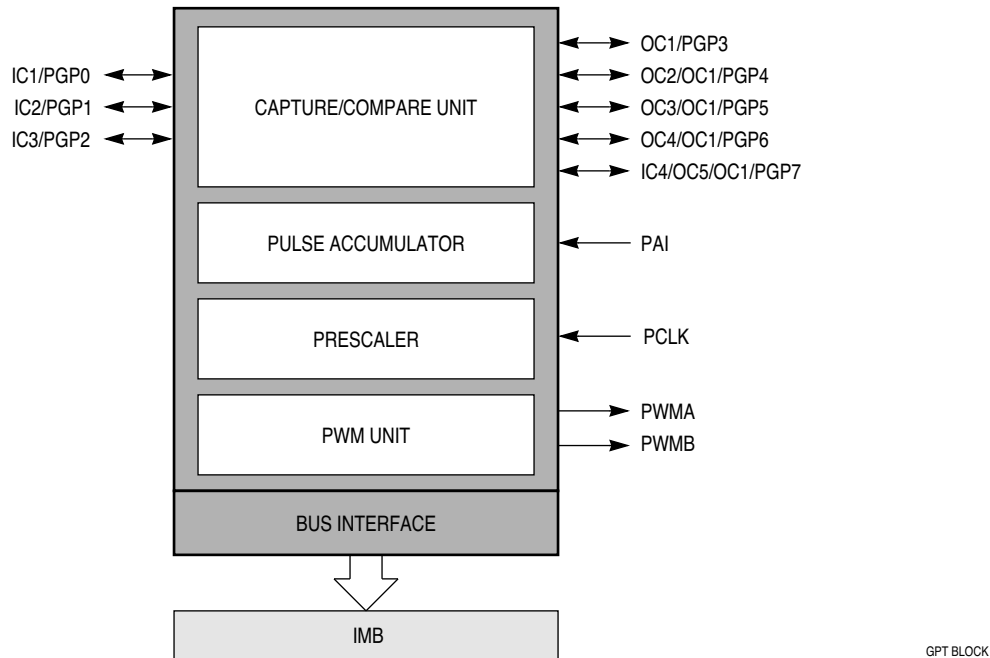 IC1/PGP0
IC2/PGP1
IC3/PGP2
CAPTURE/COMPARE UNIT
OC1/PGP3
OC2/OC1/PGP4
OC3/OC1/PGP5
OC4/OC1/PGP6
IC4/OC5/OC1/PGP7
PULSE ACCUMULATOR
PAI
PRESCALER
PCLK
PWM UNIT
PWMA
PWMB
BUS INTERFACE
IMB
GPT BLOCK